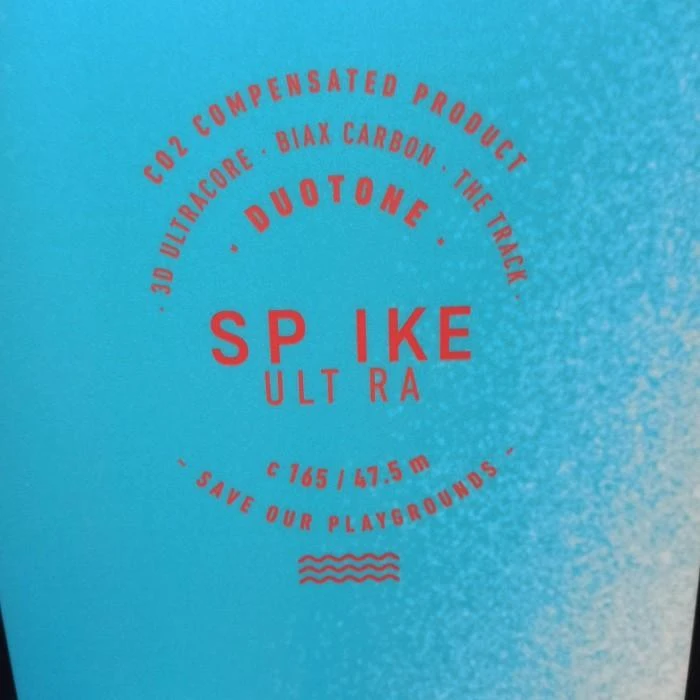 CO2 COMPENSATED PRODUCT
· 3D ULTRACORE · BIAX CARBON · THE TRACK ·
· DUOTONE ·
SP IKE
ULT RA
c 165 / 47.5 m
~ SAVE OUR PLAYGROUNDS ~